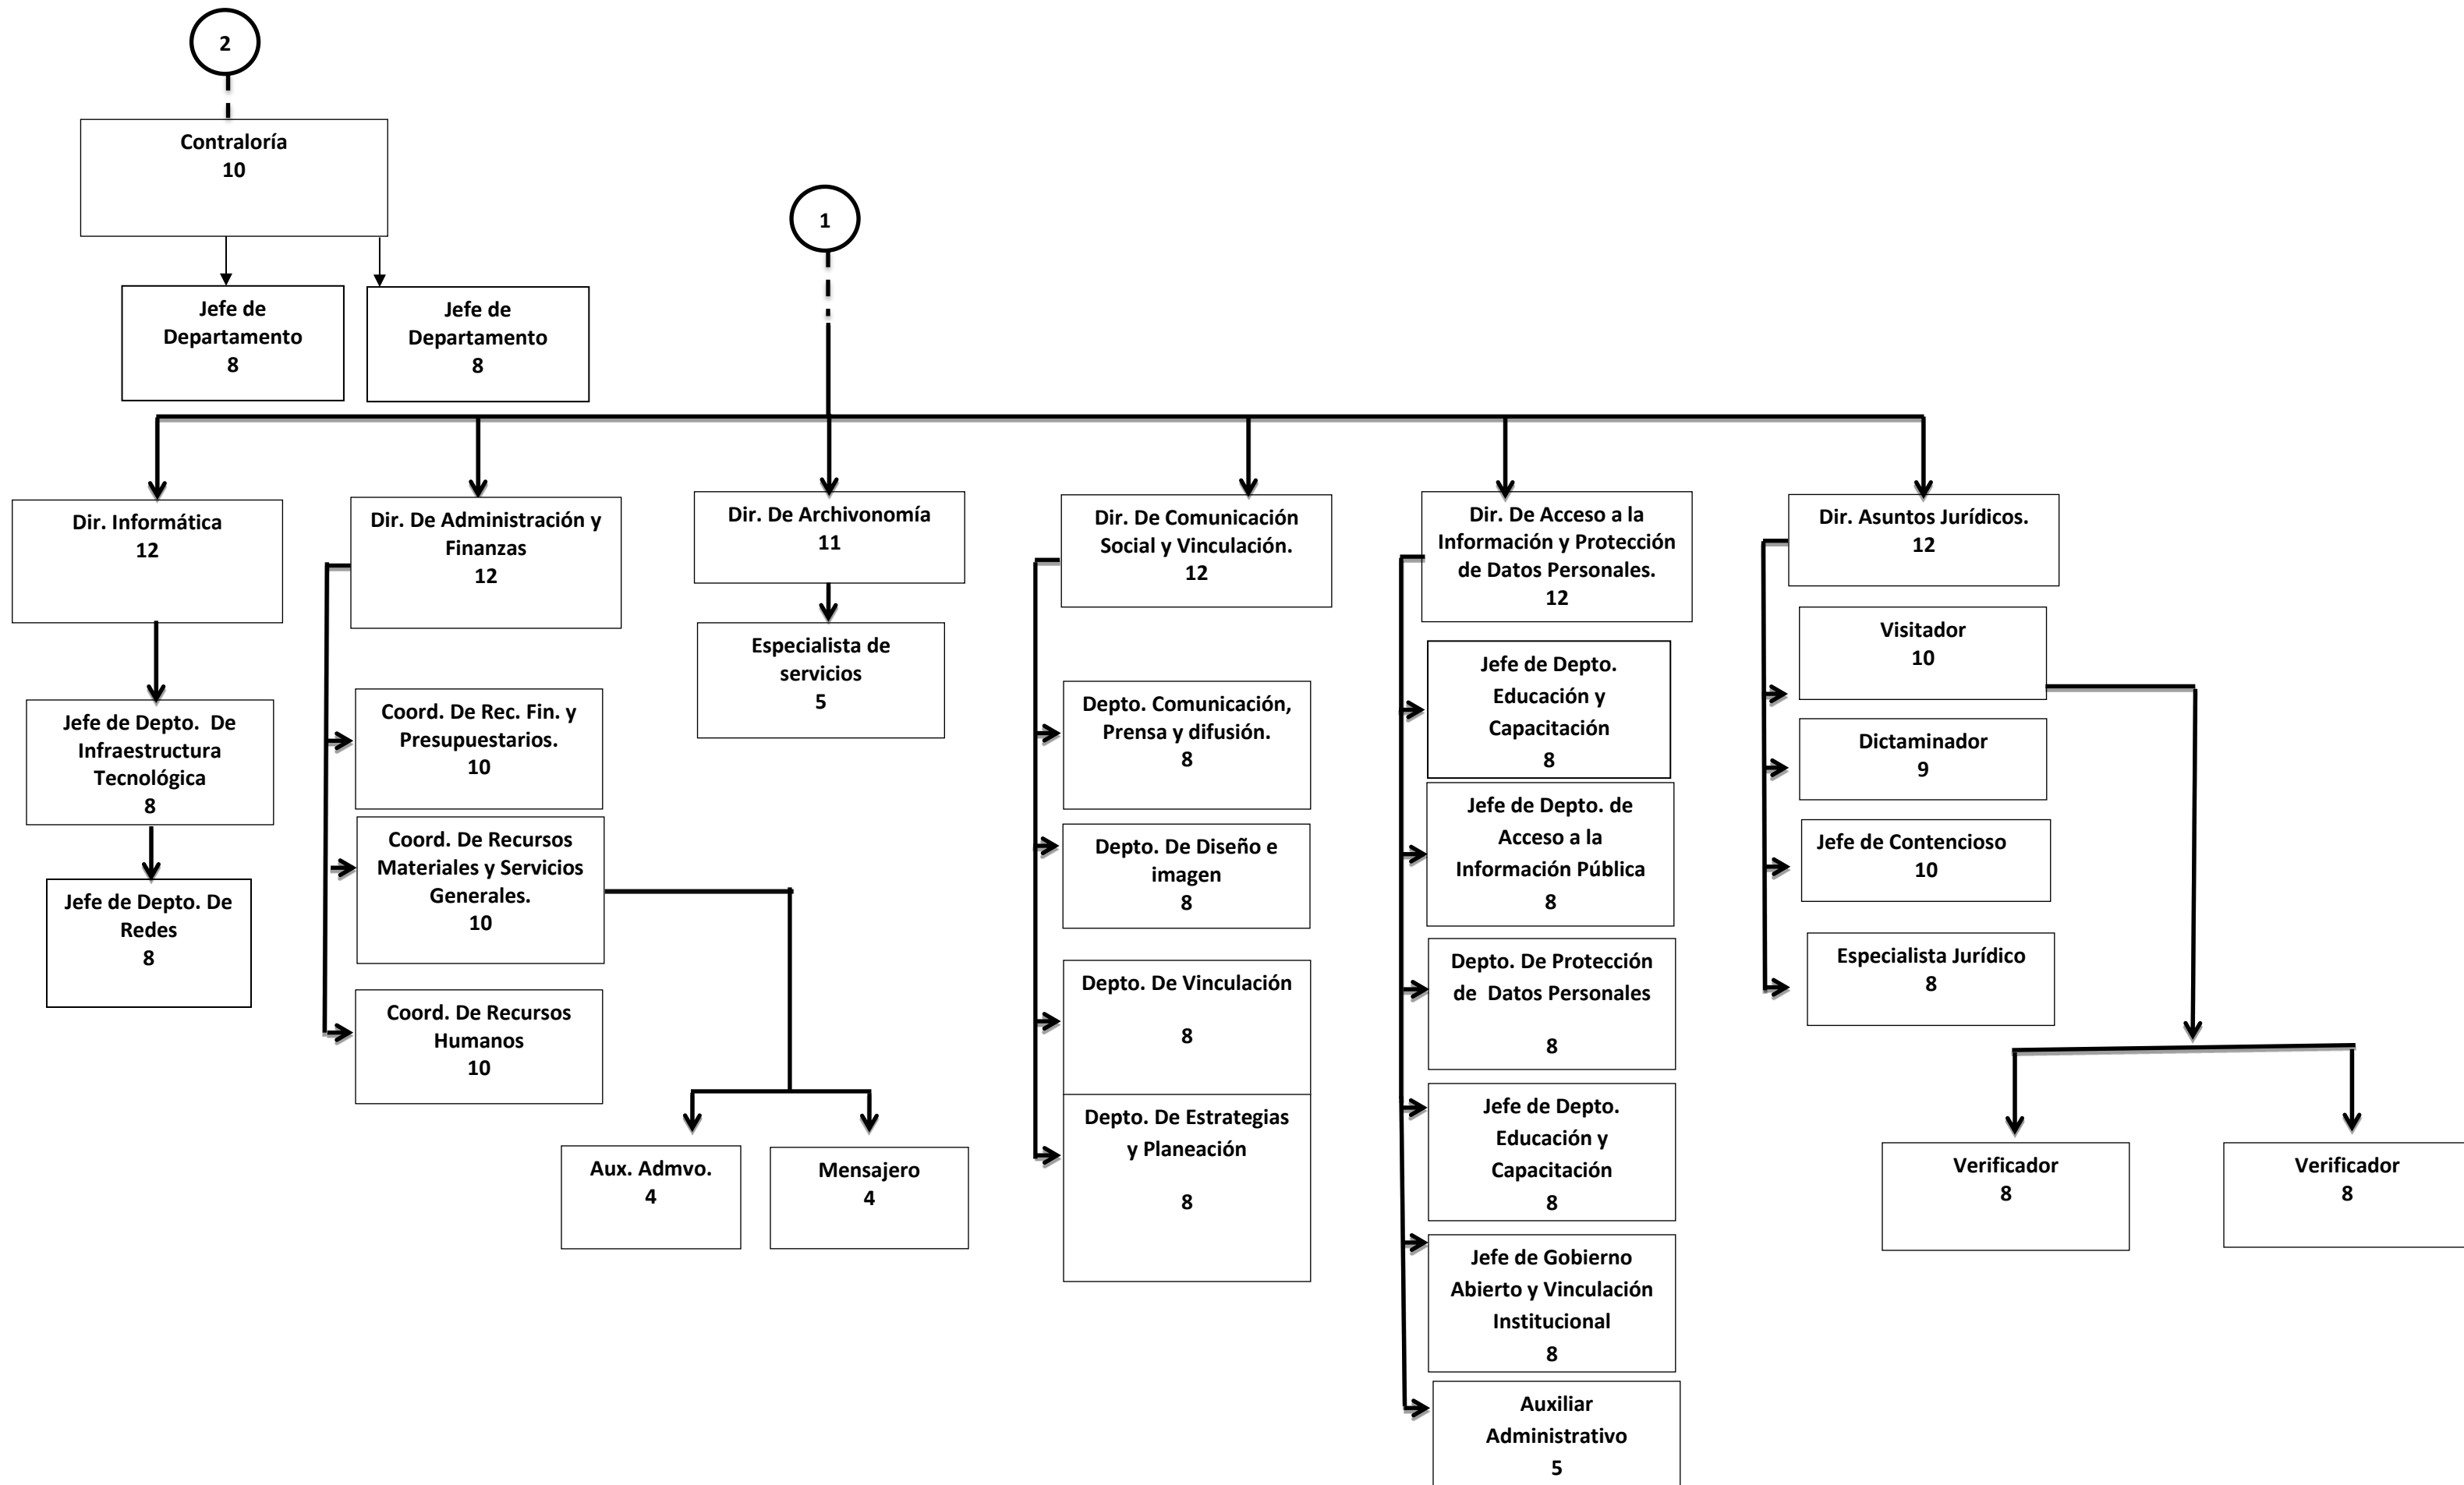 2
Contraloría
10
1
Jefe de
Departamento
8
Jefe de
Departamento
8
Dir. Informática
12
Jefe de Depto.  De
Infraestructura
Tecnológica
8
Jefe de Depto. De
Redes
8
Dir. De Administración y
Finanzas
12
Coord. De Rec. Fin. y
Presupuestarios.
10
Coord. De Recursos
Materiales y Servicios
Generales.
10
Coord. De Recursos
Humanos
10
Aux. Admvo.
4
Mensajero
4
Dir. De Archivonomía
11
Especialista de
servicios
5
Dir. De Comunicación
Social y Vinculación.
12
Depto. Comunicación,
Prensa y difusión.
8
Depto. De Diseño e
imagen
8
Depto. De Vinculación
8
Depto. De Estrategias
y Planeación
8
Dir. De Acceso a la
Información y Protección
de Datos Personales.
12
Jefe de Depto.
Educación y
Capacitación
8
Jefe de Depto. de
Acceso a la
Información Pública
8
Depto. De Protección
de  Datos Personales
8
Jefe de Depto.
Educación y
Capacitación
8
Jefe de Gobierno
Abierto y Vinculación
Institucional
8
Auxiliar
Administrativo
5
Dir. Asuntos Jurídicos.
12
Visitador
10
Dictaminador
9
Jefe de Contencioso
10
Especialista Jurídico
8
Verificador
8
Verificador
8